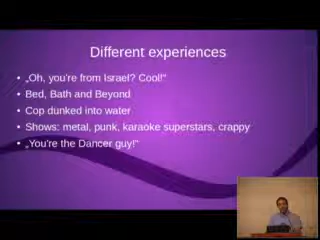 Different experiences
• „Oh, you're from Israel? Cool!"
• Bed, Bath and Beyond
• Cop dunked into water
• Shows: metal, punk, karaoke superstars, crappy
• „You're the Dancer guy!"